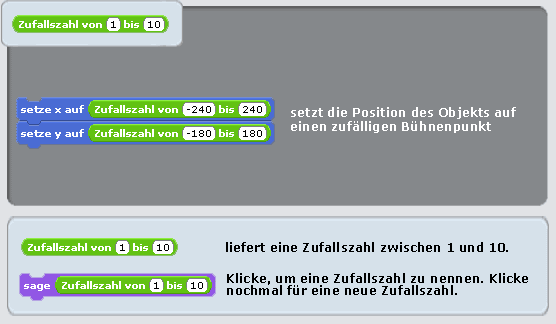 Zufallszahl von 1 bis 10
setze x auf Zufallszahl von -240 bis 240
setze y auf Zufallszahl von -180 bis 180
setzt die Position des Objekts auf
einen zufälligen Bühnenpunkt
Zufallszahl von 1 bis 10
liefert eine Zufallszahl zwischen 1 und 10.
sage Zufallszahl von 1 bis 10
Klicke, um eine Zufallszahl zu nennen. Klicke
nochmal für eine neue Zufallszahl.